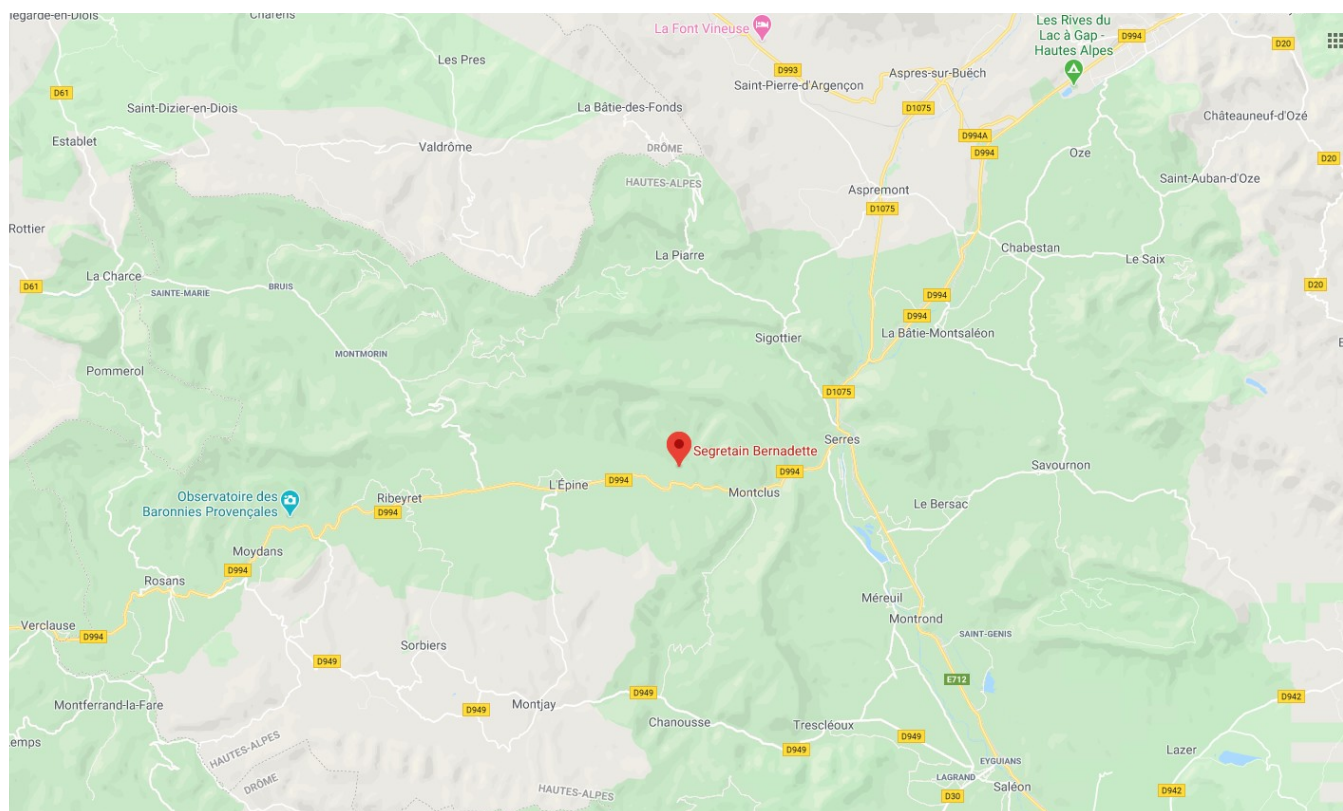 legarde-en-Diois
Charens
Les Pres
La Font Vineuse
Les Rives du
Lac à Gap -
Hautes Alpes
D994
D20
D993
Saint-Pierre-d'Argençon
Aspres-sur-Buëch
D61
Saint-Dizier-en-Diois
La Bâtie-des-Fonds
D1075
Châteauneuf-d'Ozé
Establet
Valdrôme
DRÔME
D994A
D994
Oze
D20
HAUTES-ALPES
Aspremont
Saint-Auban-d'Oze
D1075
Rottier
La Piarre
Chabestan
Le Saix
La Charce
D61
SAINTE-MARIE
BRUIS
D994
D20
D994
La Bâtie-Montsaléon
Sigottier
MONTMORIN
Pommerol
D1075
Serres
Segretain Bernadette
Savournon
D994
L'Épine
D994
Montclus
Observatoire des
Baronnies Provençales
Ribeyret
D994
Le Bersac
Moydans
D994
Rosans
Méreuil
Montrond
Verclause
D994
SAINT-GENIS
Sorbiers
D949
E712
Montferrand-la-Fare
D949
Montjay
D949
D942
Chanousse
Trescléoux
D949
D949
Lazer
emps
HAUTES-ALPES
DRÔME
EYGUIANS
LAGRAND
Saléon
HAUTES-ALPES
D30
D942